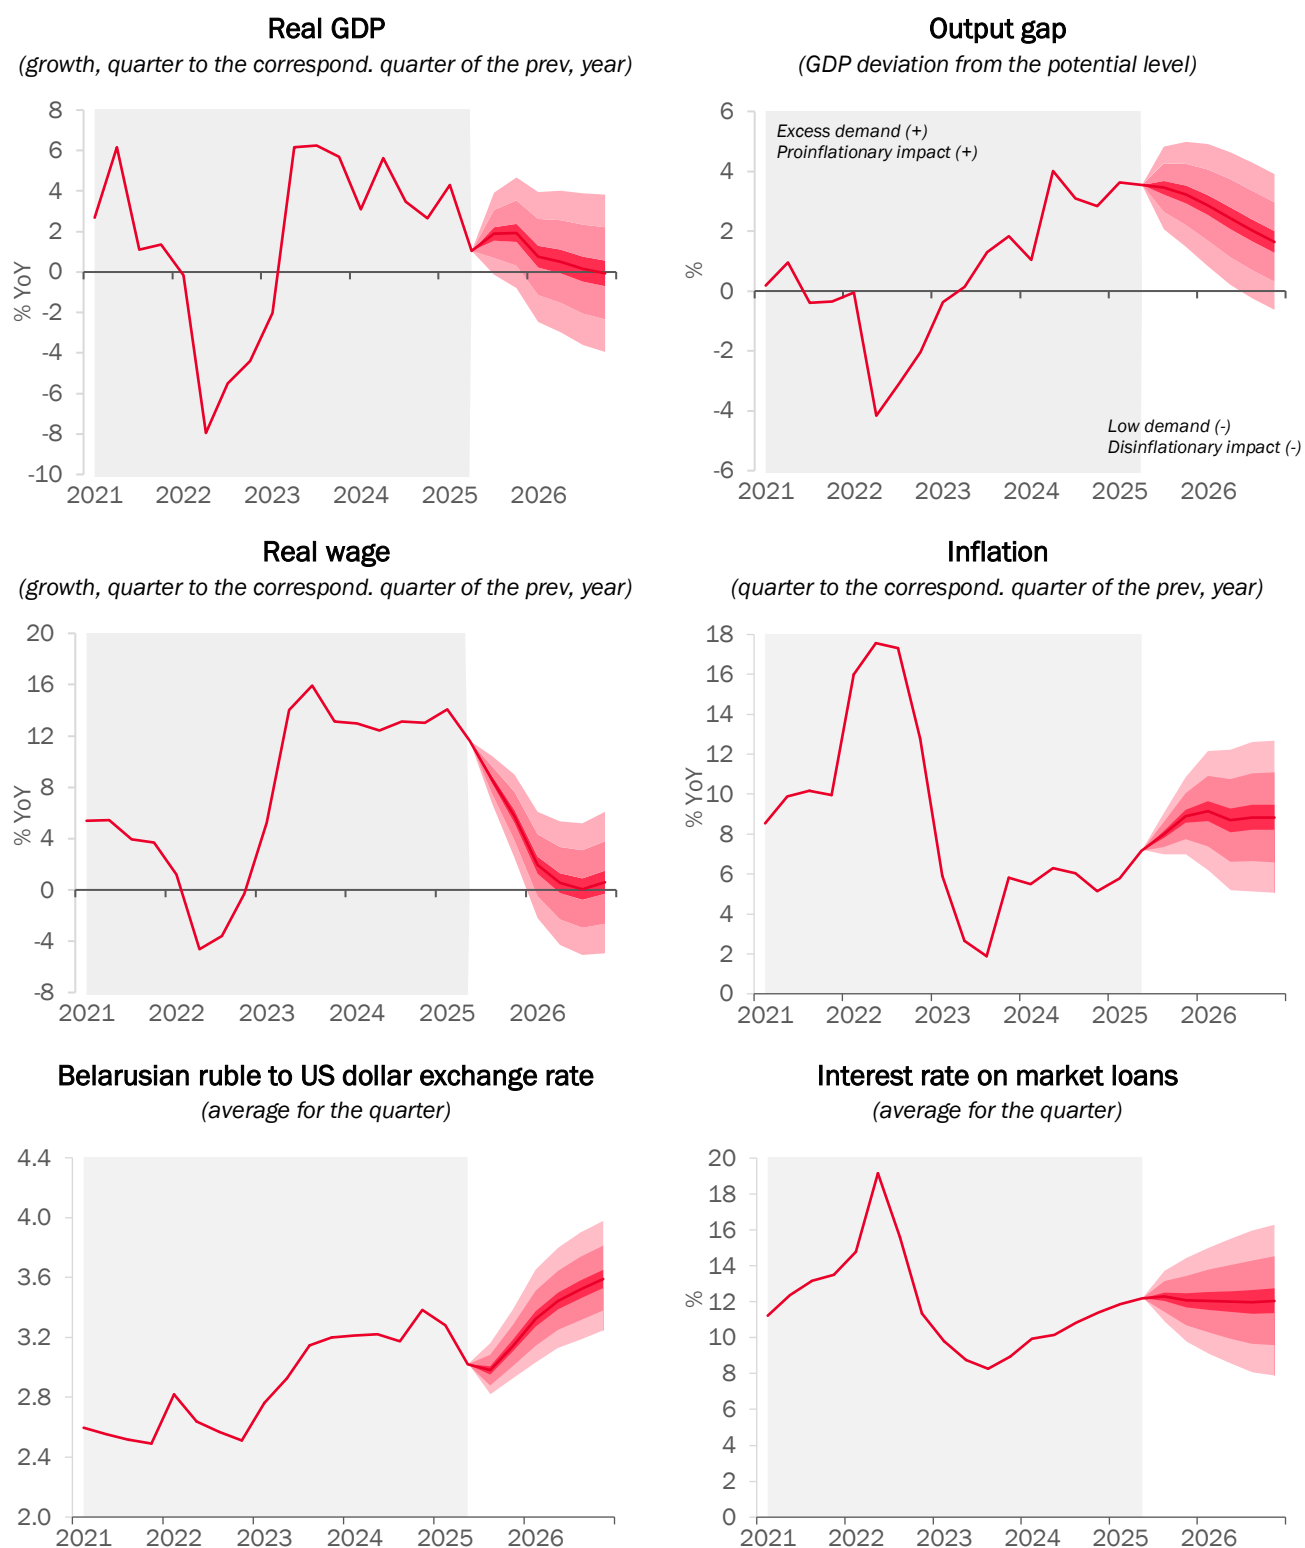 Real GDP
(growth, quarter to the correspond. quarter of the prev, year)
% YoY
8
6
4
2
0
-2
-4
-6
-8
-10
2021 2022 2023 2024 2025 2026
Output gap
(GDP deviation from the potential level)
%
6
4
2
0
-2
-4
-6
Excess demand (+)
Proinflationary impact (+)
Low demand (-)
Disinflationary impact (-)
2021 2022 2023 2024 2025 2026
Real wage
(growth, quarter to the correspond. quarter of the prev, year)
% YoY
20
16
12
8
4
0
-4
-8
2021 2022 2023 2024 2025 2026
Inflation
(quarter to the correspond. quarter of the prev, year)
% YoY
18
16
14
12
10
8
6
4
2
0
2021 2022 2023 2024 2025 2026
Belarusian ruble to US dollar exchange rate
(average for the quarter)
4.4
4.0
3.6
3.2
2.8
2.4
2.0
2021 2022 2023 2024 2025 2026
Interest rate on market loans
(average for the quarter)
%
20
18
16
14
12
10
8
6
4
2
0
2021 2022 2023 2024 2025 2026